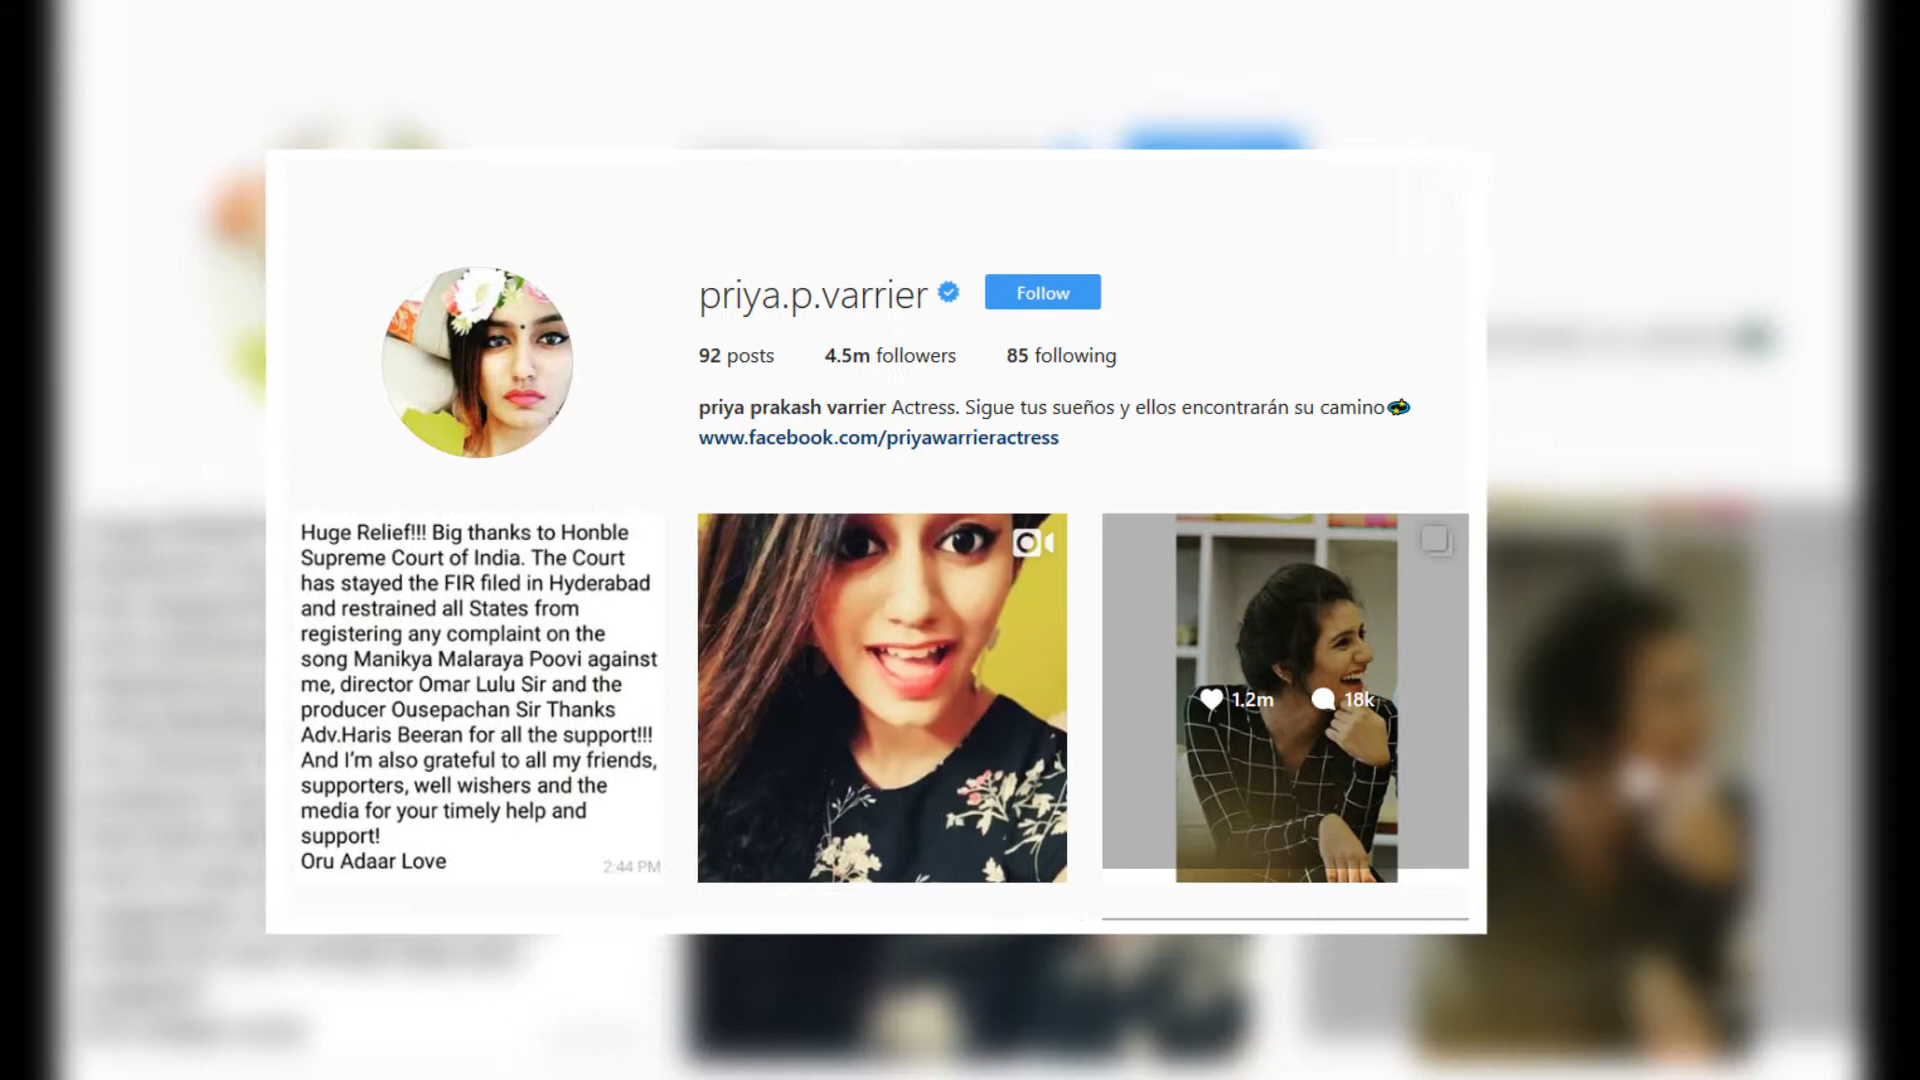 priya.p.varrier
Follow
92 posts 4.5m followers 85 following
priya prakash varrier Actress. Sigue tus sueños y ellos encontrarán su camino
www.facebook.com/priyawarrieractress
Huge Relief!!! Big thanks to Honble
Supreme Court of India. The Court
has stayed the FIR filed in Hyderabad
and restrained all States from
registering any complaint on the
song Manikya Malaraya Poovi against
me, director Omar Lulu Sir and the
producer Ousepachan Sir Thanks
Adv.Haris Beeran for all the support!!!
And I'm also grateful to all my friends,
supporters, well wishers and the
media for your timely help and
support!
Oru Adaar Love
2:44 PM
1.2m 18k